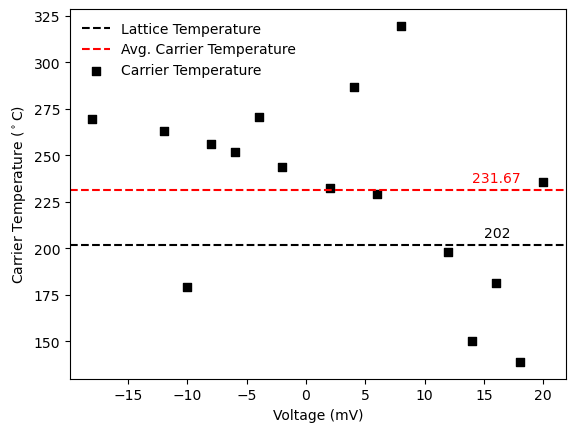 Lattice Temperature
Avg. Carrier Temperature
Carrier Temperature
325
300
275
250
225
200
175
150
Carrier Temperature (°C)
231.67
202
−15 −10 −5 0 5 10 15 20
Voltage (mV)